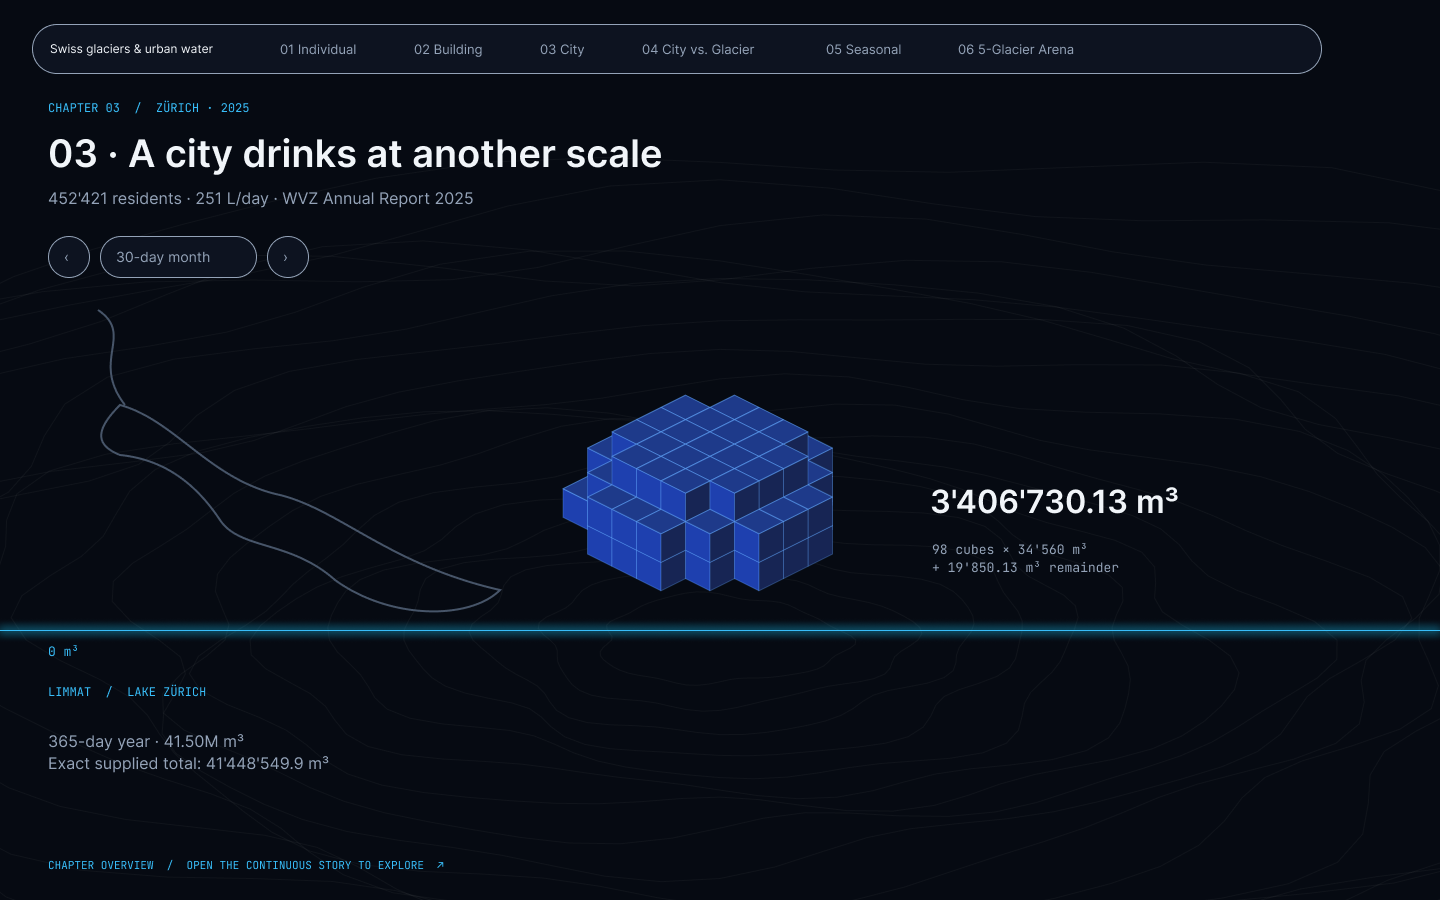 Swiss glaciers & urban water
01 Individual
02 Building
03 City
04 City vs. Glacier
05 Seasonal
06 5-Glacier Arena
CHAPTER 03 / ZÜRICH · 2025
03 · A city drinks at another scale
452'421 residents · 251 L/day · WVZ Annual Report 2025
‹
30-day month
›
3'406'730.13 m³
98 cubes × 34'560 m³
+ 19'850.13 m³ remainder
0 m³
LIMMAT / LAKE ZÜRICH
365-day year · 41.50M m³
Exact supplied total: 41'448'549.9 m³
CHAPTER OVERVIEW / OPEN THE CONTINUOUS STORY TO EXPLORE ↗